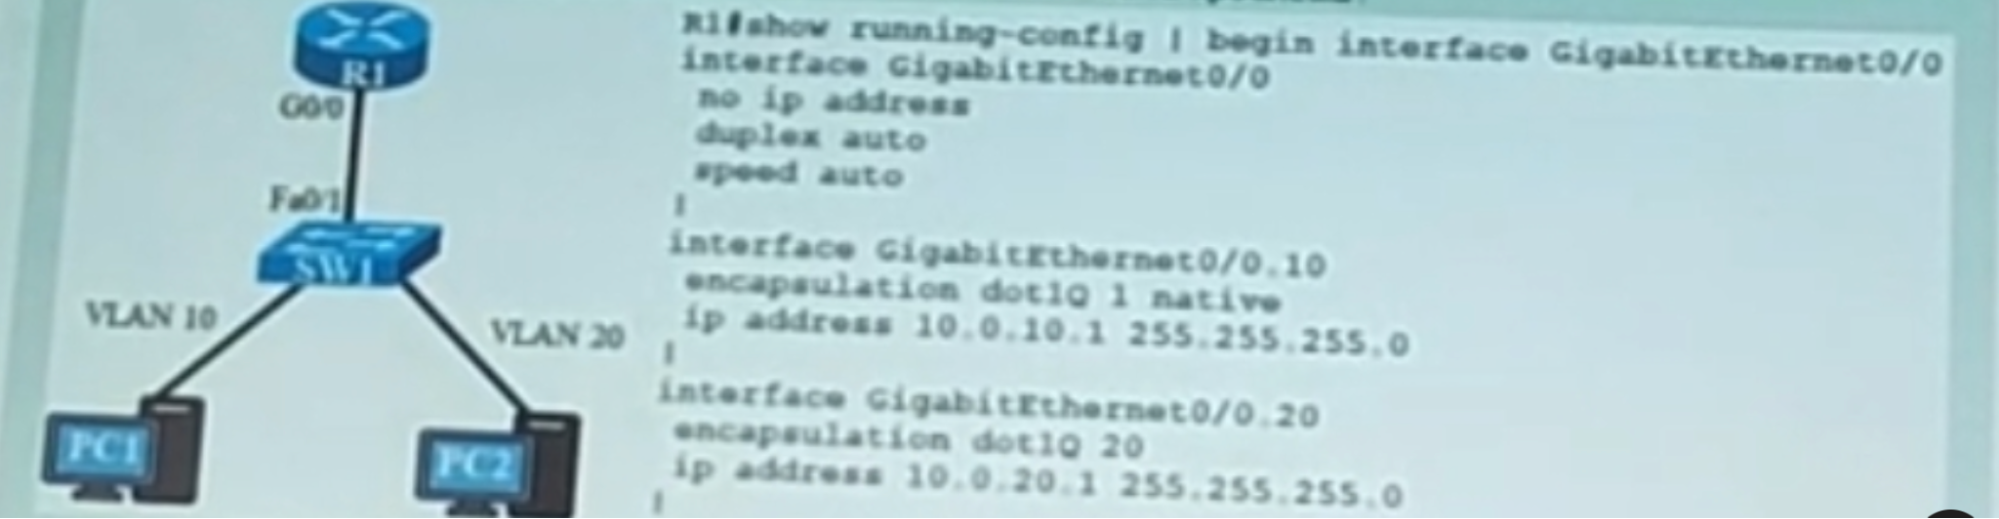 R1
G0/0
Fa0/1
SW1
VLAN 10
VLAN 20
PC1
PC2
R1#show running-config | begin interface GigabitEthernet0/0
interface GigabitEthernet0/0
no ip address
duplex auto
speed auto
!
interface GigabitEthernet0/0.10
encapsulation dot1Q 1 native
ip address 10.0.10.1 255.255.255.0
!
interface GigabitEthernet0/0.20
encapsulation dot1Q 20
ip address 10.0.20.1 255.255.255.0
!